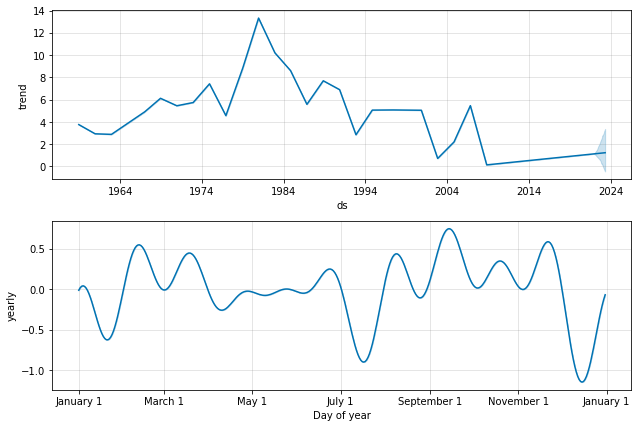 14
12
10
8
6
4
2
0
trend
1964 1974 1984 1994 2004 2014 2024
ds
0.5
0.0
−0.5
−1.0
yearly
January 1 March 1 May 1 July 1 September 1 November 1 January 1
Day of year